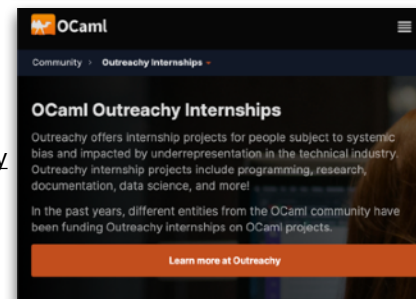 OCaml
Community > Outreachy Internships
OCaml Outreachy Internships
Outreachy offers internship projects for people subject to systemic
bias and impacted by underrepresentation in the technical industry.
Outreachy internship projects include programming, research,
documentation, data science, and more!
In the past years, different entities from the OCaml community have
been funding Outreachy internships on OCaml projects.
Learn more at Outreachy